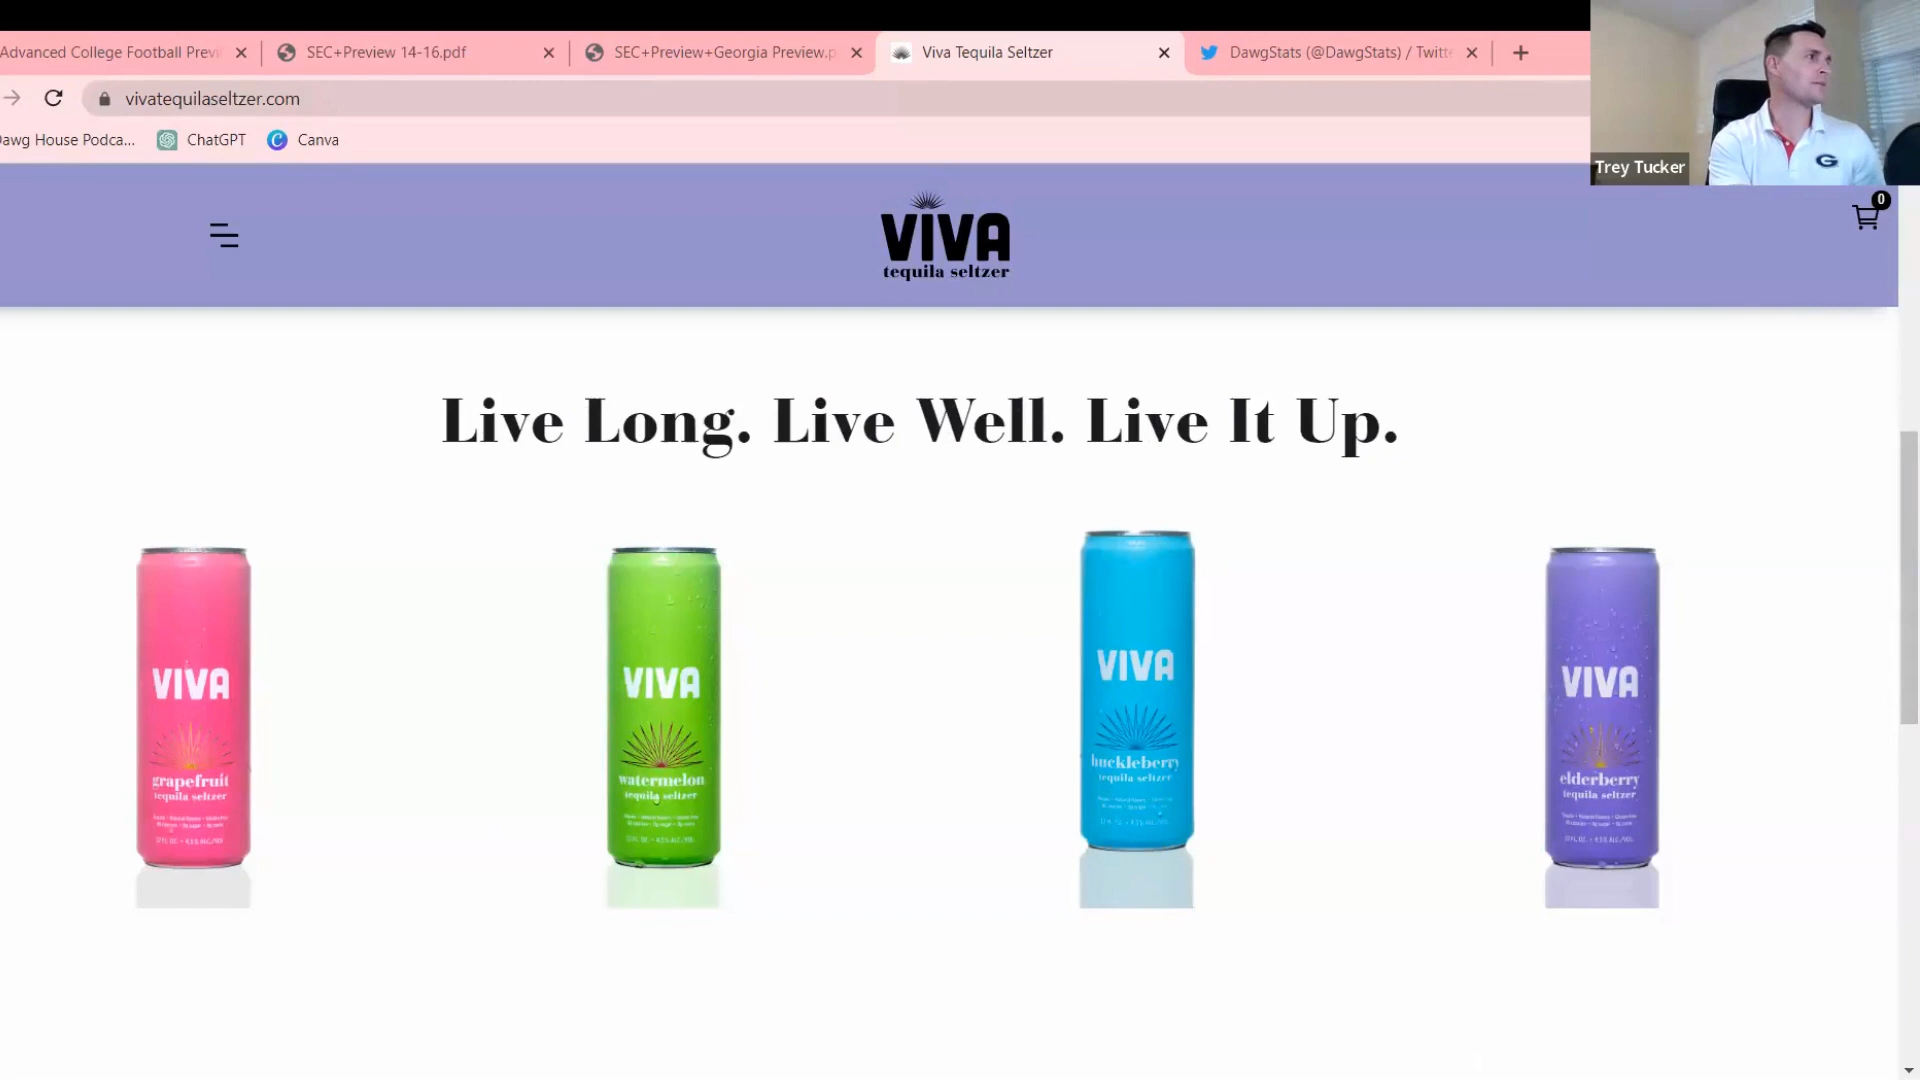 Advanced College Football Previ
SEC+Preview 14-16.pdf
SEC+Preview+Georgia Preview.p
Viva Tequila Seltzer
DawgStats (@DawgStats) / Twitte
vivatequilaseltzer.com
Dawg House Podca...
ChatGPT
Canva
Trey Tucker
0
VIVA
tequila seltzer
Live Long. Live Well. Live It Up.
VIVA
grapefruit
tequila seltzer
VIVA
watermelon
tequila seltzer
VIVA
huckleberry
tequila seltzer
VIVA
elderberry
tequila seltzer